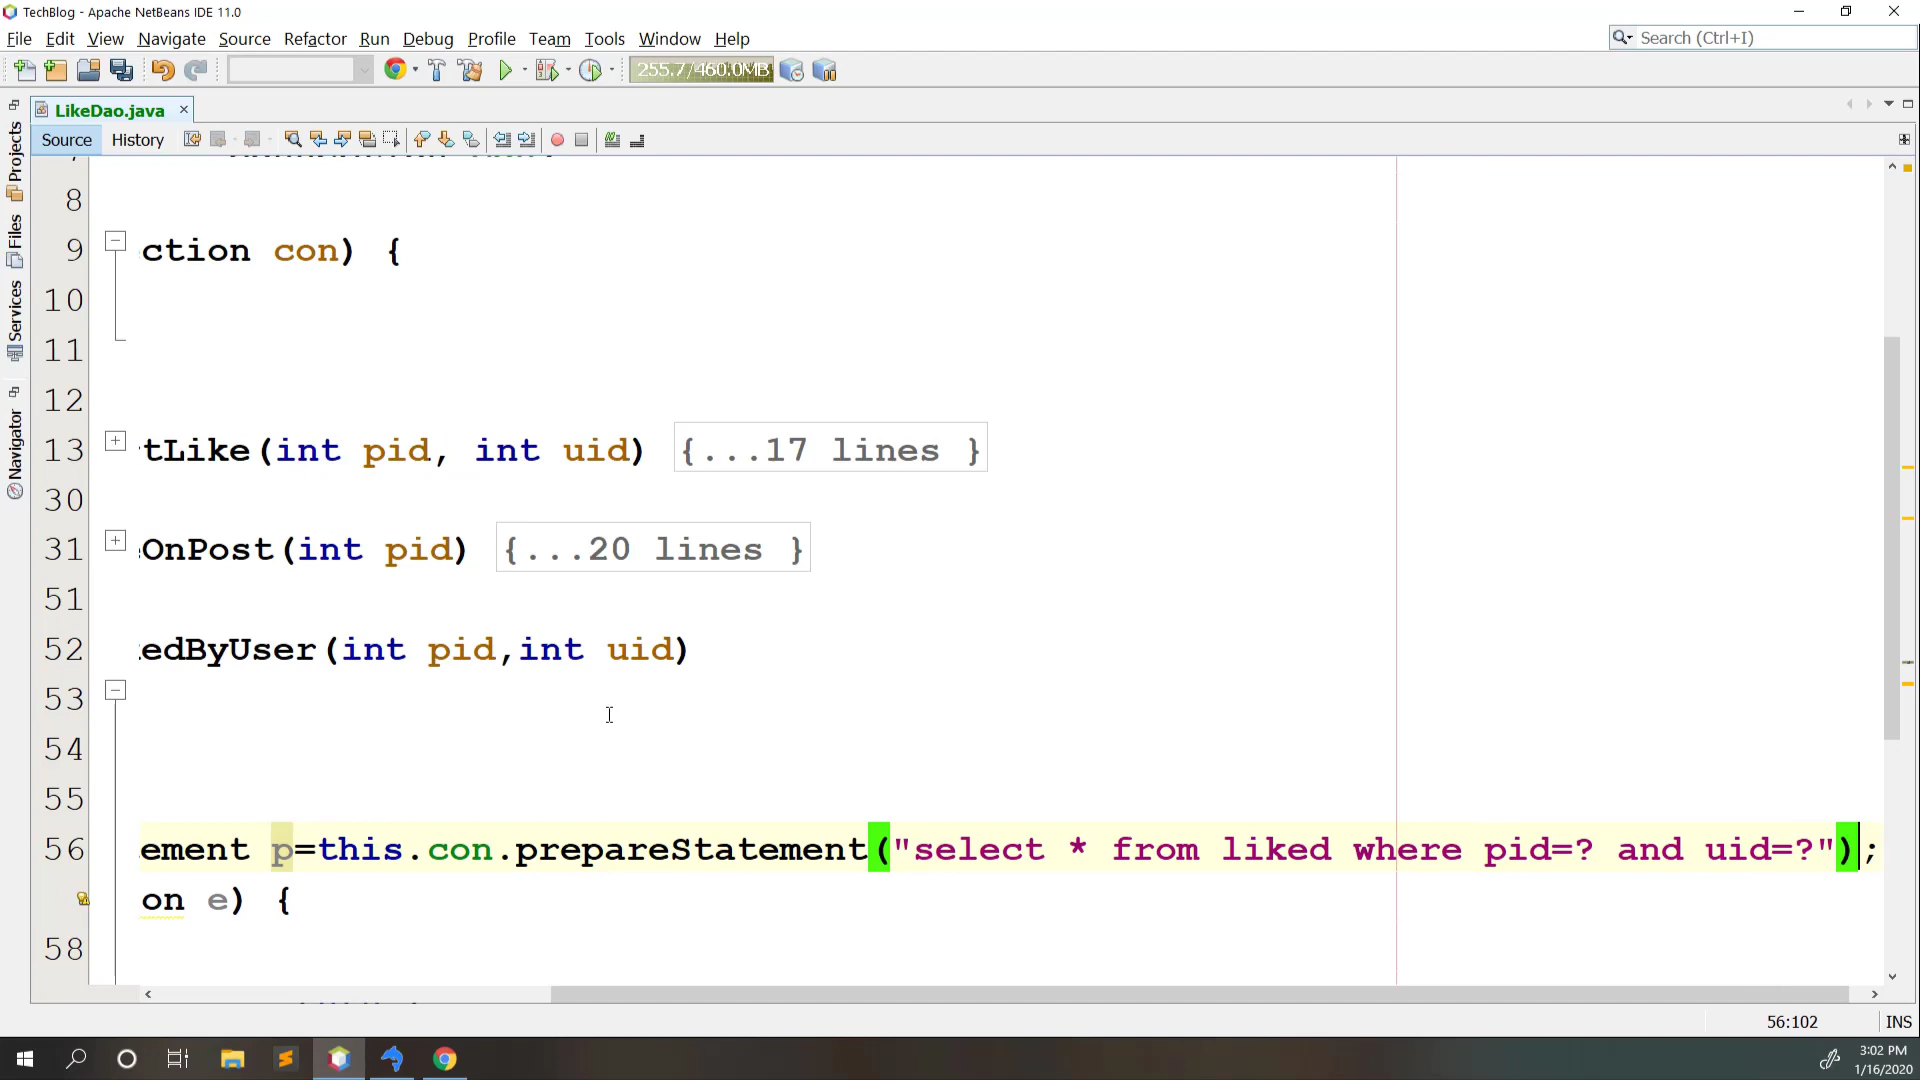 TechBlog - Apache NetBeans IDE 11.0
File Edit View Navigate Source Refactor Run Debug Profile Team Tools Window Help
Search (Ctrl+I)
255.7/460.0MB
LikeDao.java
Source History
Projects
Files
Services
Navigator
8
9 ction con) {
10
11
12
13 tLike(int pid, int uid) {...17 lines }
30
31 OnPost(int pid) {...20 lines }
51
52 edByUser(int pid,int uid)
53
54
55
56 ement p=this.con.prepareStatement("select * from liked where pid=? and uid=?");
on e) {
58
56:102 INS
3:02 PM
1/16/2020